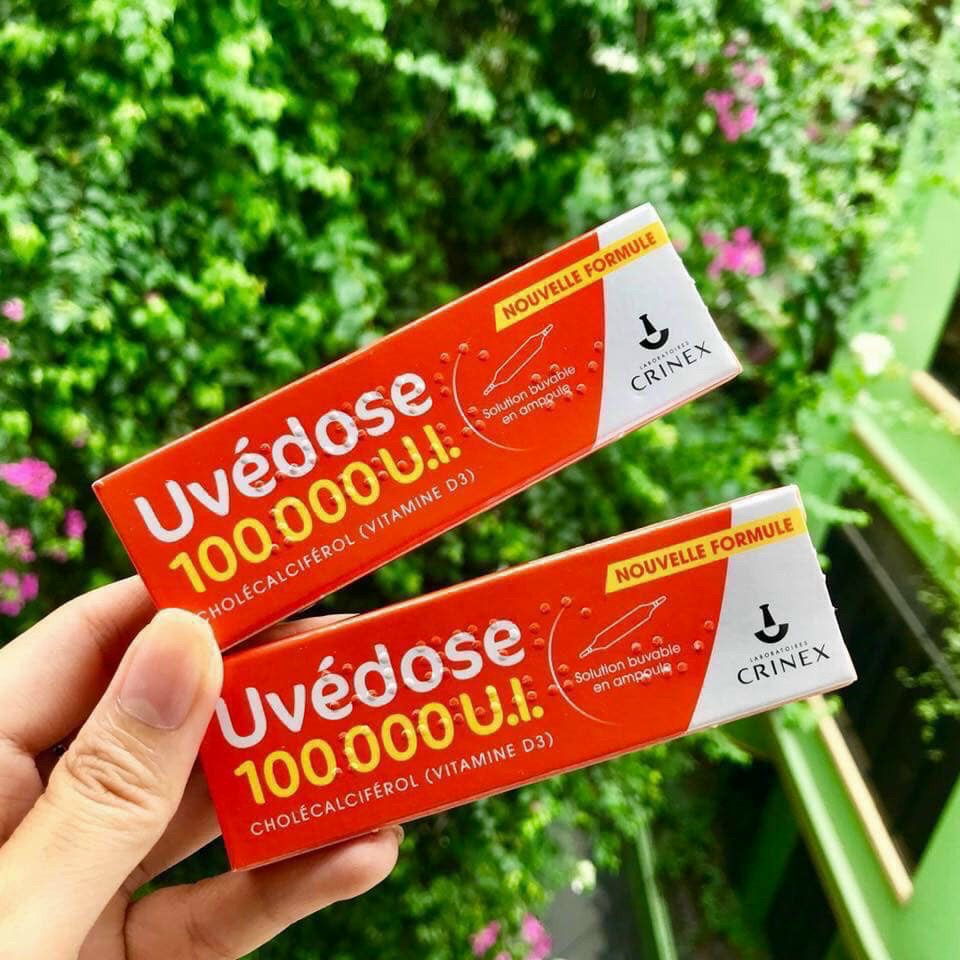 NOUVELLE FORMULE
Uvédose
100 000 U.I.
CHOLÉCALCIFÉROL (VITAMINE D3)
Solution buvable
en ampoule
LABORATOIRES
CRINEX
NOUVELLE FORMULE
Uvédose
100 000 U.I.
CHOLÉCALCIFÉROL (VITAMINE D3)
Solution buvable
en ampoule
LABORATOIRES
CRINEX